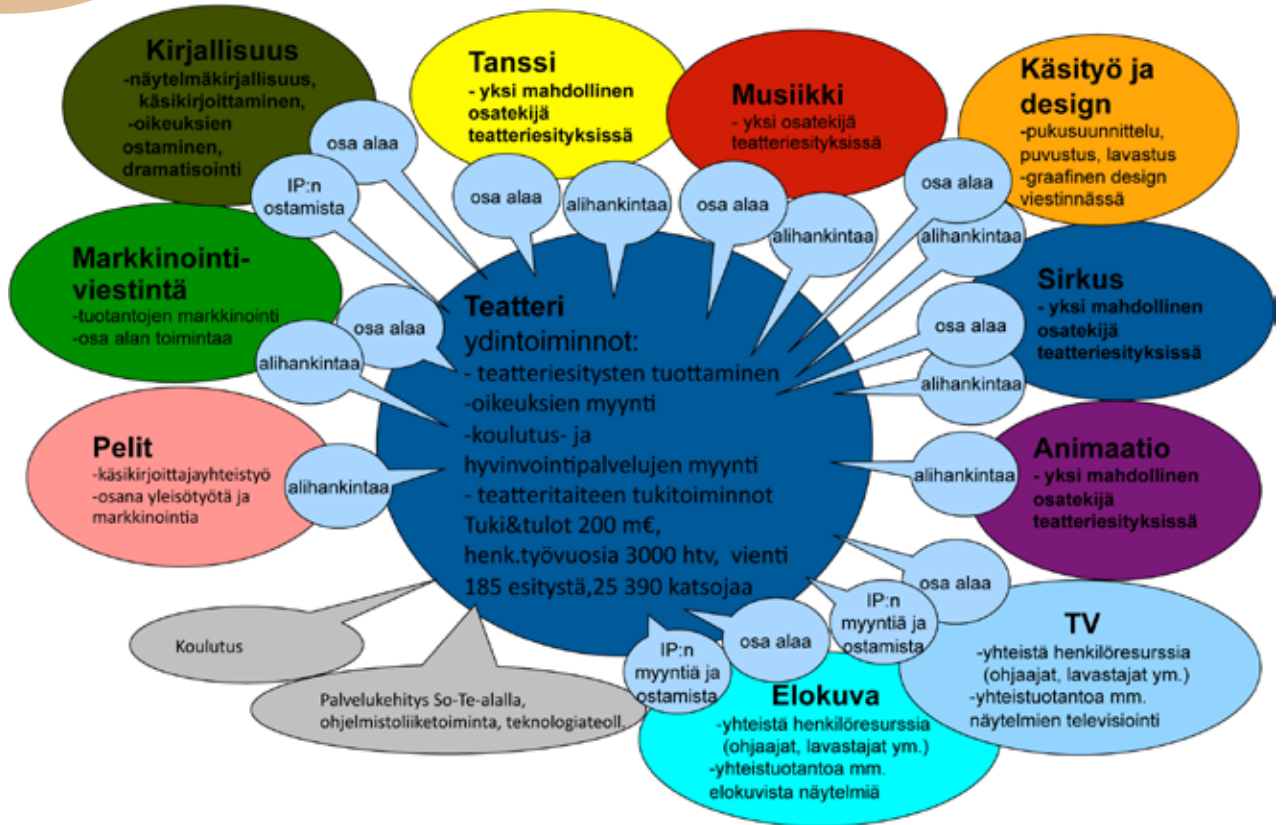 Kirjallisuus
-näytelmäkirjallisuus,
käsikirjoittaminen,
-oikeuksien
ostaminen,
dramatisointi
osa alaa
IP:n
ostamista
Tanssi
- yksi mahdollinen
osatekijä
teatteriesityksissä
osa alaa
alihankintaa
Musiikki
- yksi osatekijä
teatteriesityksissä
osa alaa
alihankintaa
Käsityö ja
design
-pukusuunnittelu,
puvustus, lavastus
-graafinen design
viestinnässä
osa alaa
alihankintaa
Markkinointi-
viestintä
-tuotantojen markkinointi
-osa alan toimintaa
osa alaa
alihankintaa
Sirkus
- yksi mahdollinen
osatekijä
teatteriesityksissä
osa alaa
alihankintaa
Teatteri
ydintoiminnot:
- teatteriesitysten tuottaminen
-oikeuksien myynti
-koulutus- ja
hyvinvointipalvelujen myynti
- teatteritaiteen tukitoiminnot
Tuki&tulot 200 m€,
henk.työvuosia 3000 htv, vienti
185 esitystä,25 390 katsojaa
Pelit
-käsikirjoittajayhteistyö
-osana yleisötyötä ja
markkinointia
alihankintaa
Animaatio
- yksi mahdollinen
osatekijä
teatteriesityksissä
alihankintaa
Koulutus
Palvelukehitys So-Te-alalla,
ohjelmistoliiketoiminta, teknologiateoll.
IP:n
myyntiä ja
ostamista
osa alaa
Elokuva
-yhteistä henkilöresurssia
(ohjaajat, lavastajat ym.)
-yhteistuotantoa mm.
elokuvista näytelmiä
IP:n
myyntiä ja
ostamista
osa alaa
TV
-yhteistä henkilöresurssia
(ohjaajat, lavastajat ym.)
-yhteistuotantoa mm.
näytelmien televisiointi